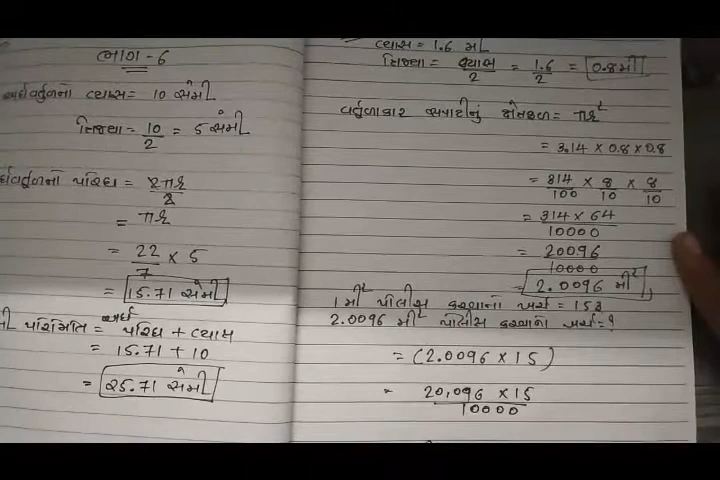 ભાગ - 6
અર્ધવર્તુળનો વ્યાસ = 10 સેમી
ત્રિજ્યા = 10/2 = 5 સેમી
અર્ધવર્તુળનો પરિઘ = 2πr/2
= πr
= 22/7 × 5
= 15.71 સેમી
પરિમિતિ = અર્ધ પરિઘ + વ્યાસ
= 15.71 + 10
= 25.71 સેમી
વ્યાસ = 1.6 મી
ત્રિજ્યા = વ્યાસ/2 = 1.6/2 = 0.8 મી
વર્તુળાકાર સપાટીનું ક્ષેત્રફળ = πr²
= 3.14 × 0.8 × 0.8
= 314/100 × 8/10 × 8/10
= 314 × 64/10000
= 20096/10000
= 2.0096 મી²
1 મી² પોલીસ કરવાનો ખર્ચ = 15રૂ
2.0096 મી² પોલીસ કરવાનો ખર્ચ = ?
= (2.0096 × 15)
= 20,096 × 15/10000